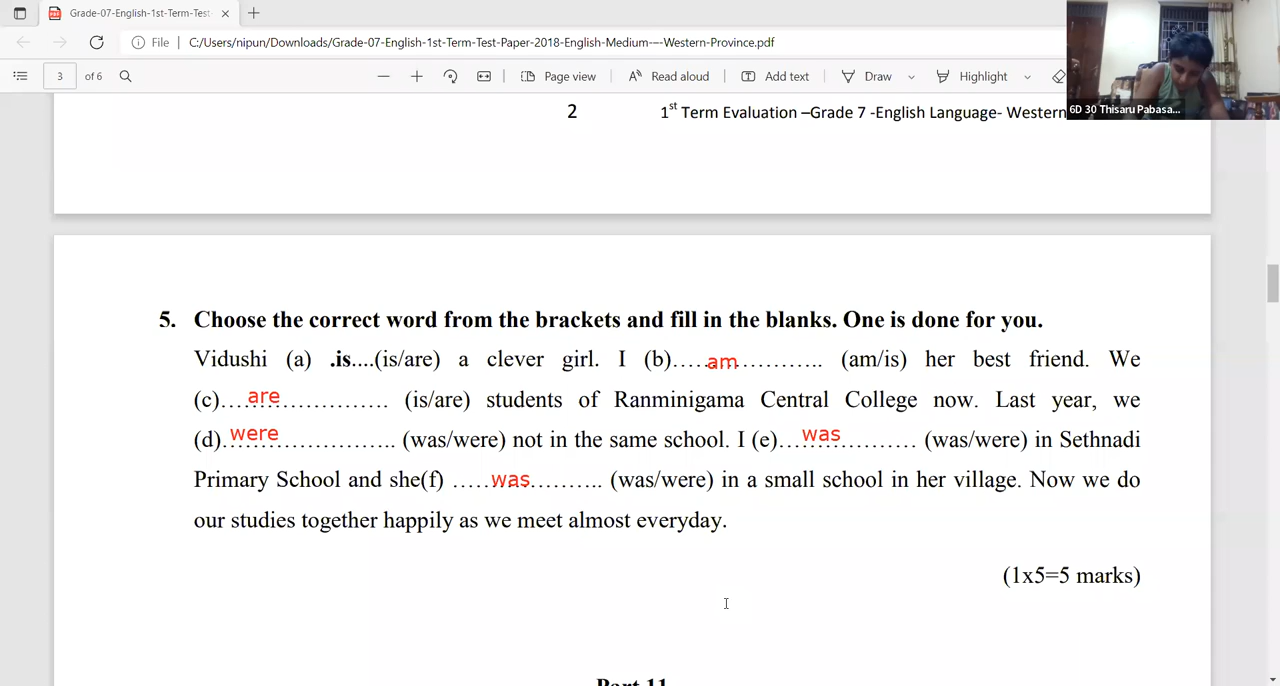 Grade-07-English-1st-Term-Test
File | C:/Users/nipun/Downloads/Grade-07-English-1st-Term-Test-Paper-2018-English-Medium-–-Western-Province.pdf
3 of 6 Page view Read aloud Add text Draw Highlight
6D 30 Thisaru Pabasa...
2 1st Term Evaluation –Grade 7 -English Language- Western
5. Choose the correct word from the brackets and fill in the blanks. One is done for you.
Vidushi (a) .is....(is/are) a clever girl. I (b).....am............ (am/is) her best friend. We
(c)....are.................. (is/are) students of Ranminigama Central College now. Last year, we
(d).were.................. (was/were) not in the same school. I (e)....was............ (was/were) in Sethnadi
Primary School and she(f) .....was.......... (was/were) in a small school in her village. Now we do
our studies together happily as we meet almost everyday.
(1x5=5 marks)
Part 11